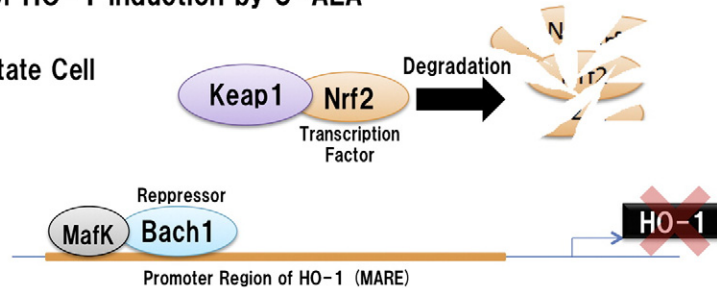 HO-1 induction by 5-ALA
tate Cell
Keap1
Nrf2
Degradation
Transcription
Factor
Reppressor
MafK
Bach1
HO-1
Promoter Region of HO-1 (MARE)